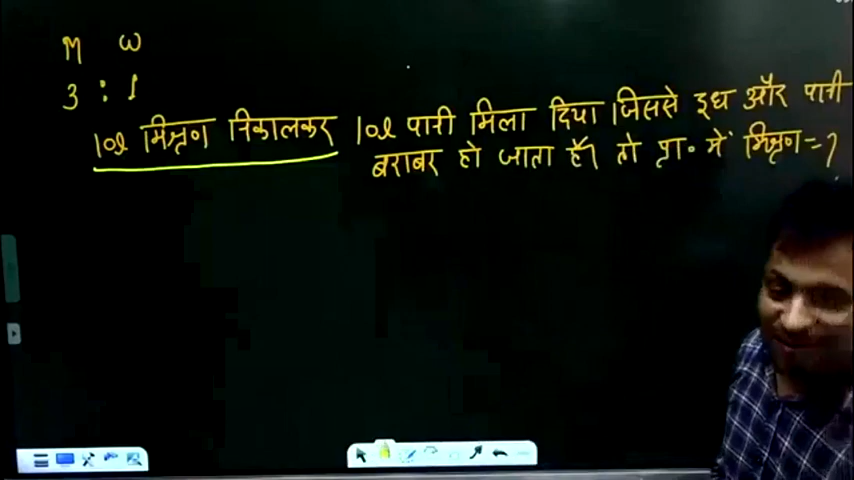 M W
3 : 1
10l मिश्रण निकालकर 10l पानी मिला दिया जिससे दुध और पानी
बराबर हो जाता है। तो प्रा॰ में मिश्रण = ?